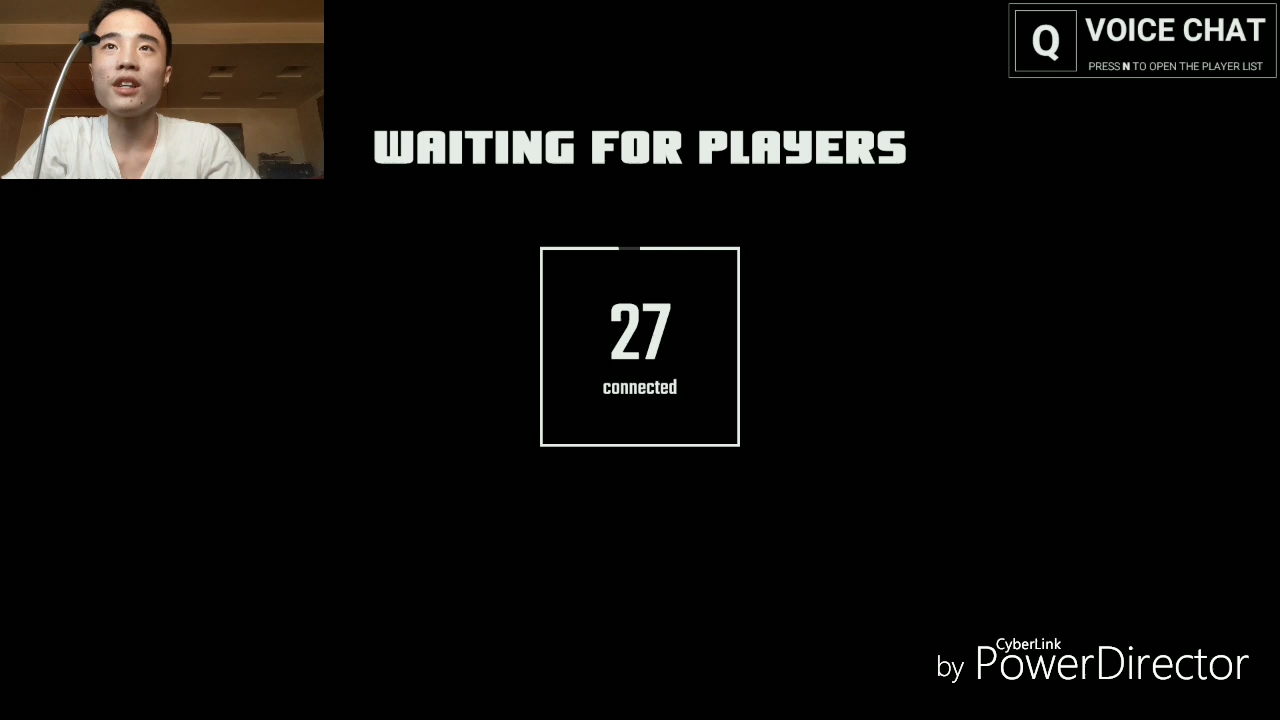 Q
VOICE CHAT
PRESS N TO OPEN THE PLAYER LIST
WAITING FOR PLAYERS
27
connected
CyberLink
by PowerDirector